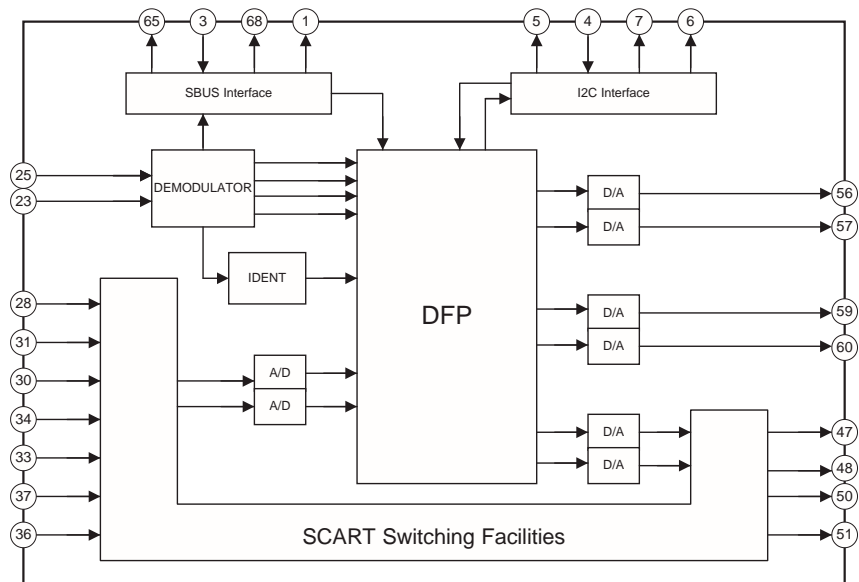 65 3 68 1 5 4 7 6
SBUS Interface
I2C Interface
25
DEMODULATOR
23
D/A
56
D/A
57
IDENT
28
DFP
D/A
59
31
D/A
60
30
A/D
A/D
34
D/A
47
33
D/A
48
37
50
36
SCART Switching Facilities
51